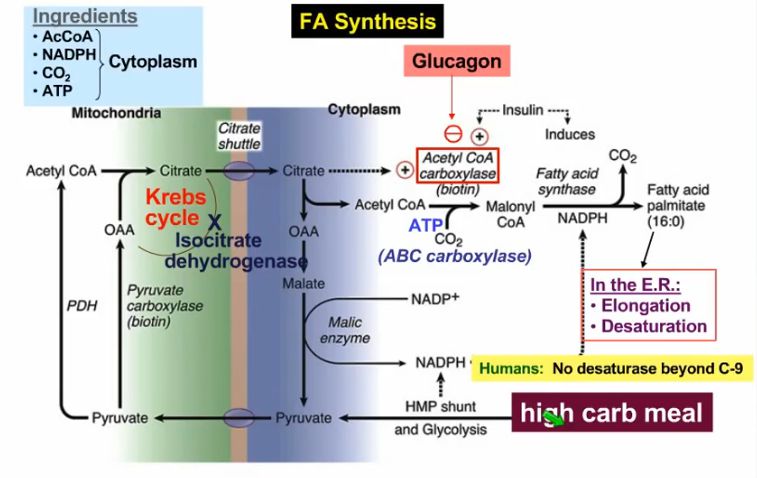 FA Synthesis
Ingredients
• AcCoA
• NADPH
• CO₂
• ATP
Cytoplasm
Glucagon
Mitochondria
Cytoplasm
Citrate
shuttle
Insulin
Induces
⊖
+
+
Acetyl CoA
carboxylase
(biotin)
Fatty acid
synthase
CO₂
Acetyl CoA
Citrate
Citrate
Krebs
cycle
X
Isocitrate
dehydrogenase
OAA
OAA
Acetyl CoA
ATP
CO₂
(ABC carboxylase)
Malonyl
CoA
NADPH
Fatty acid
palmitate
(16:0)
In the E.R.:
• Elongation
• Desaturation
Malate
PDH
Pyruvate
carboxylase
(biotin)
NADP+
Malic
enzyme
NADPH
Humans: No desaturase beyond C-9
Pyruvate
Pyruvate
HMP shunt
and Glycolysis
high carb meal